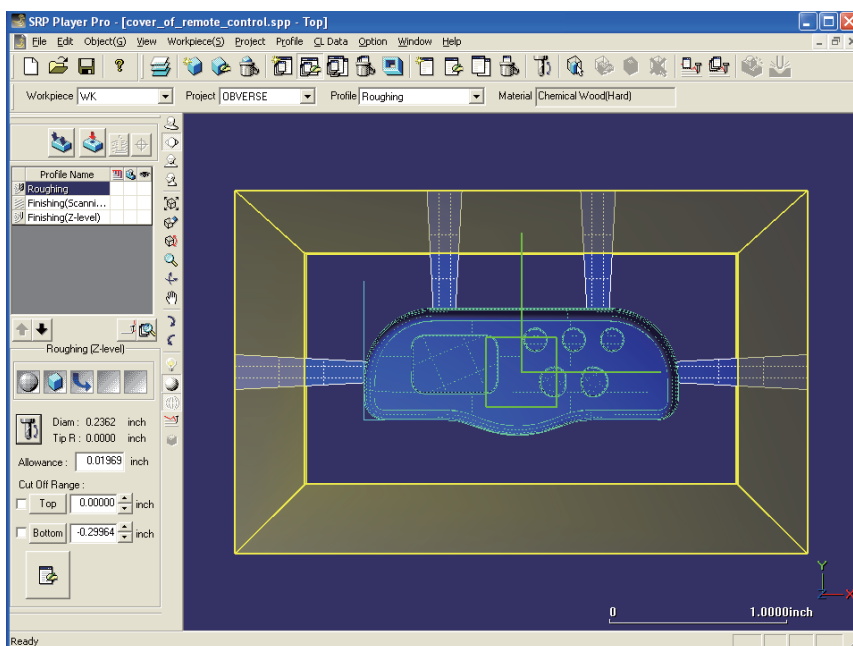 SRP Player Pro - [cover_of_remote_control.spp - Top]
File Edit Object(G) View Workpiece(S) Project Profile CL Data Option Window Help
Workpiece WK Project OBVERSE Profile Roughing Material Chemical Wood(Hard)
Profile Name
Roughing
Finishing(Scanni...
Finishing(Z-level)
Roughing (Z-level)
Diam : 0.2362 inch
Tip R : 0.0000 inch
Allowance : 0.01969 inch
Cut Off Range :
Top 0.00000 inch
Bottom -0.29964 inch
Y
Z X
0 1.0000inch
Ready